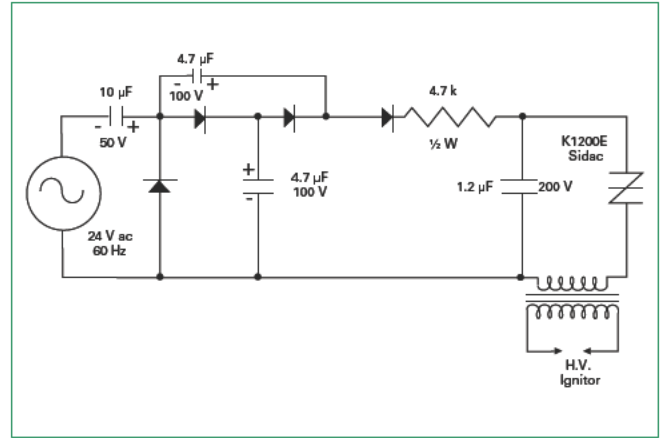 4.7 μF
- +
100 V
10 μF
- +
50 V
4.7 k
½ W
K1200E
Sidac
+
-
4.7 μF
100 V
1.2 μF
200 V
24 V ac
60 Hz
H.V.
Ignitor